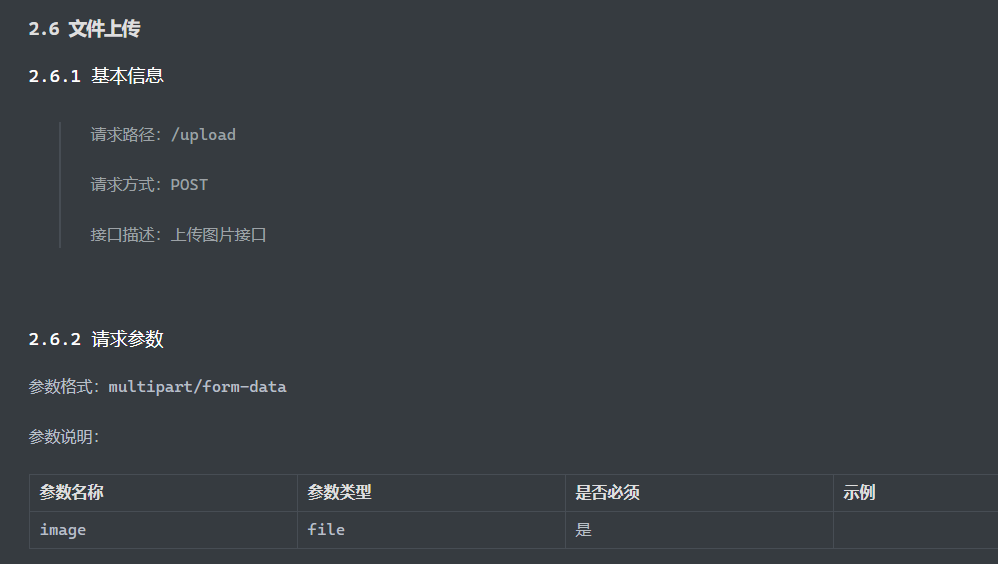 2.6 文件上传
2.6.1 基本信息
请求路径：/upload
请求方式：POST
接口描述：上传图片接口
2.6.2 请求参数
参数格式：multipart/form-data
参数说明：
参数名称 参数类型 是否必须 示例
image file 是